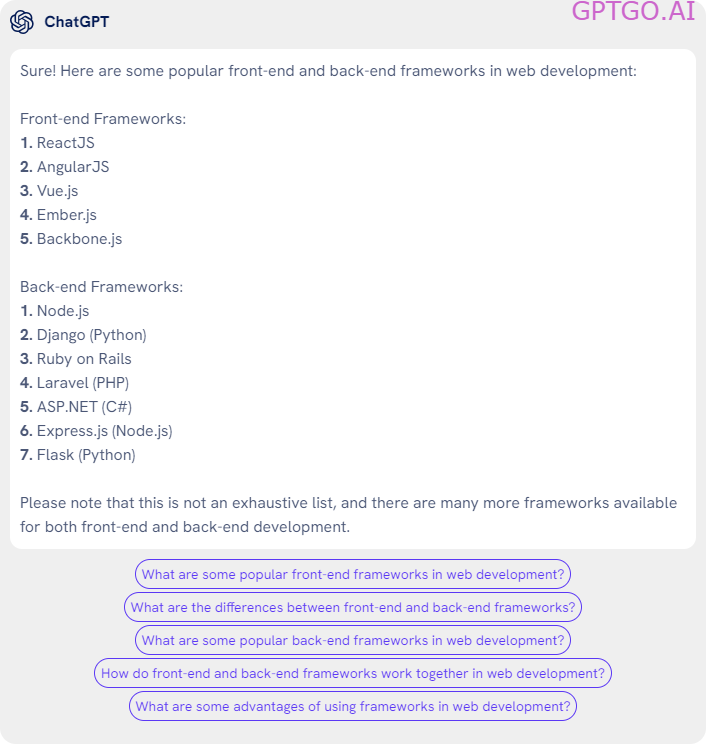 GPTGO.AI
ChatGPT
Sure! Here are some popular front-end and back-end frameworks in web development:
Front-end Frameworks:
1. ReactJS
2. AngularJS
3. Vue.js
4. Ember.js
5. Backbone.js
Back-end Frameworks:
1. Node.js
2. Django (Python)
3. Ruby on Rails
4. Laravel (PHP)
5. ASP.NET (C#)
6. Express.js (Node.js)
7. Flask (Python)
Please note that this is not an exhaustive list, and there are many more frameworks available
for both front-end and back-end development.
What are some popular front-end frameworks in web development?
What are the differences between front-end and back-end frameworks?
What are some popular back-end frameworks in web development?
How do front-end and back-end frameworks work together in web development?
What are some advantages of using frameworks in web development?